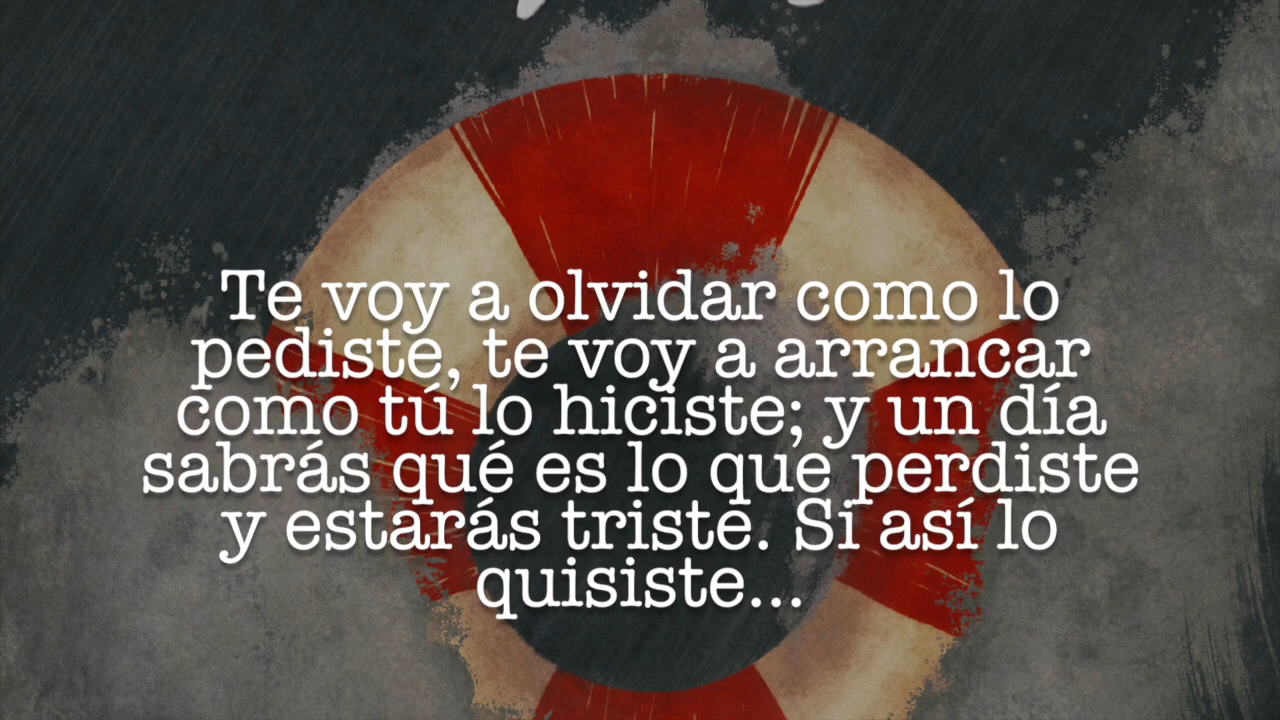 Te voy a olvidar como lo
pediste, te voy a arrancar
como tú lo hiciste; y un día
sabrás qué es lo que perdiste
y estarás triste. Si así lo
quisiste...